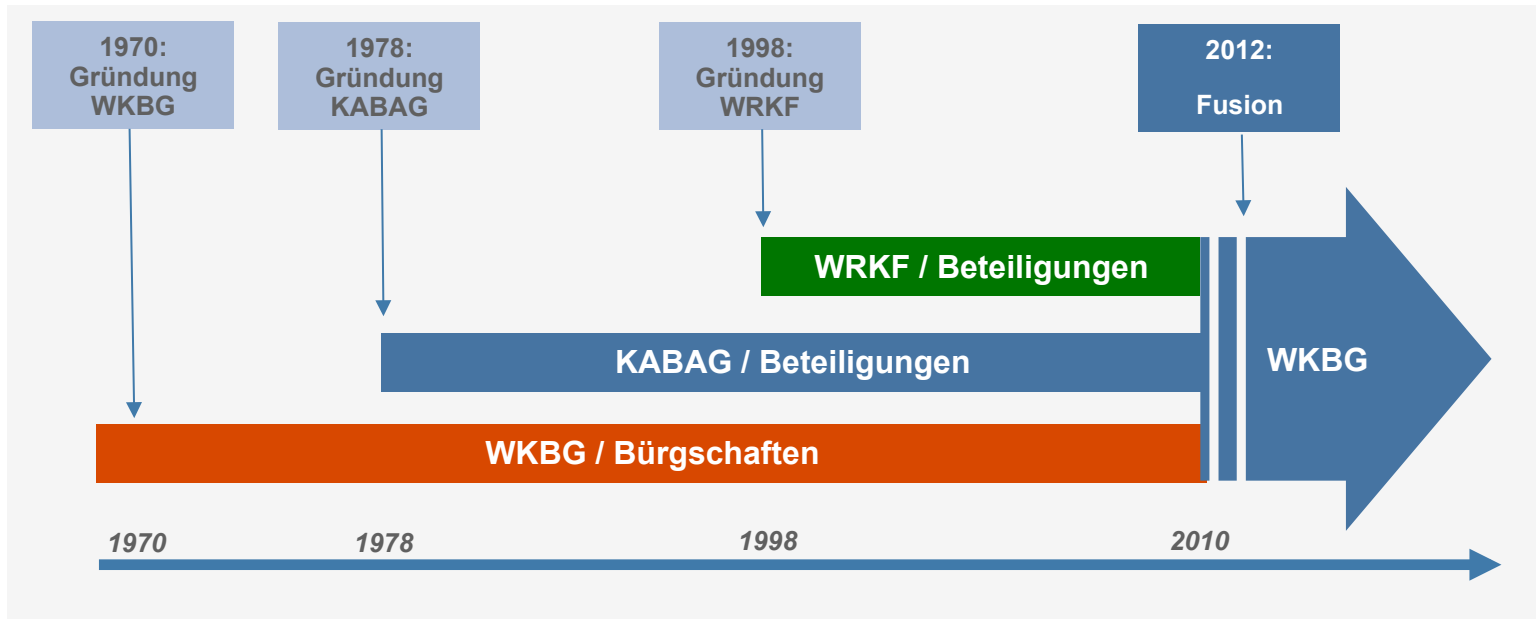 1970:
Gründung
WKBG
1978:
Gründung
KABAG
1998:
Gründung
WRKF
2012:
Fusion
WRKF / Beteiligungen
KABAG / Beteiligungen
WKBG
WKBG / Bürgschaften
1970
1978
1998
2010